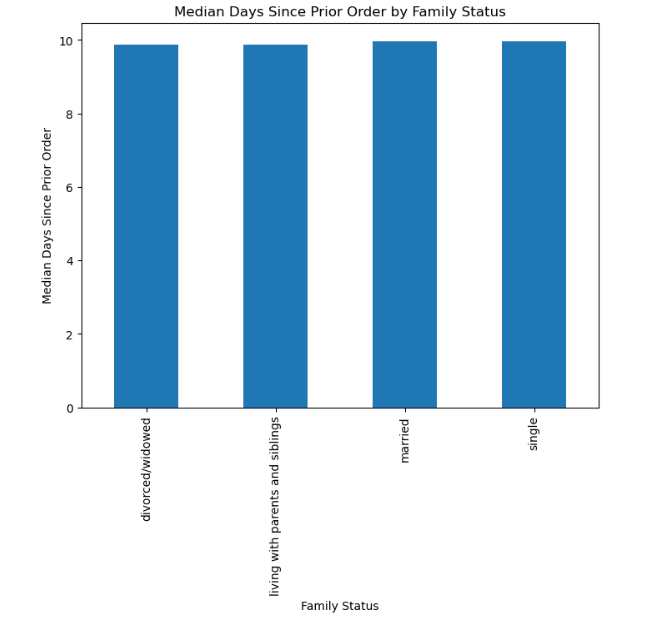 Median Days Since Prior Order by Family Status
Median Days Since Prior Order
10
8
6
4
2
0
divorced/widowed
living with parents and siblings
married
single
Family Status